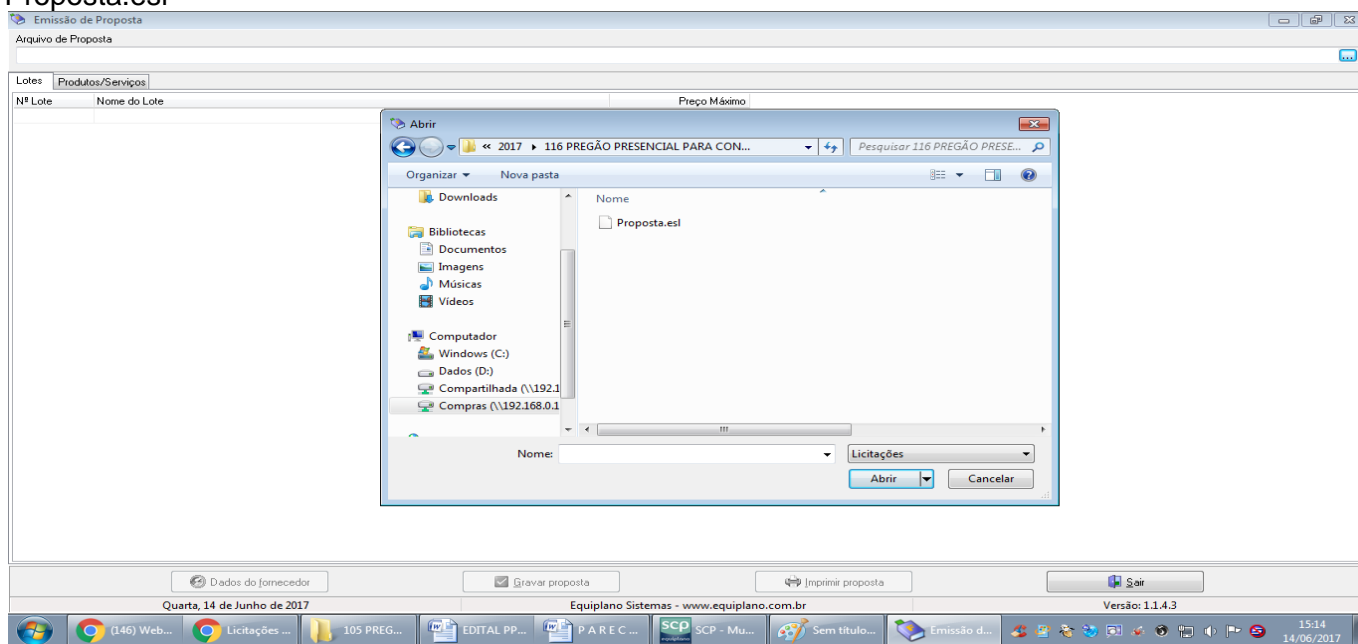 Proposta.esl
Emissão de Proposta
Arquivo de Proposta
Lotes Produtos/Serviços
Nº Lote Nome do Lote Preço Máximo
Abrir
« 2017 ▸ 116 PREGÃO PRESENCIAL PARA CON... Pesquisar 116 PREGÃO PRESE...
Organizar Nova pasta
Downloads
Nome
Proposta.esl
Bibliotecas
Documentos
Imagens
Músicas
Vídeos
Computador
Windows (C:)
Dados (D:)
Compartilhada (\\192.1
Compras (\\192.168.0.1
Nome: Licitações
Abrir Cancelar
Dados do fornecedor Gravar proposta Imprimir proposta Sair
Quarta, 14 de Junho de 2017 Equiplano Sistemas - www.equiplano.com.br Versão: 1.1.4.3
(146) Web... Licitações ... 105 PREG... EDITAL PP... P A R E C ... SCP SCP - Mu... Sem título... Emissão d... 15:14
14/06/2017